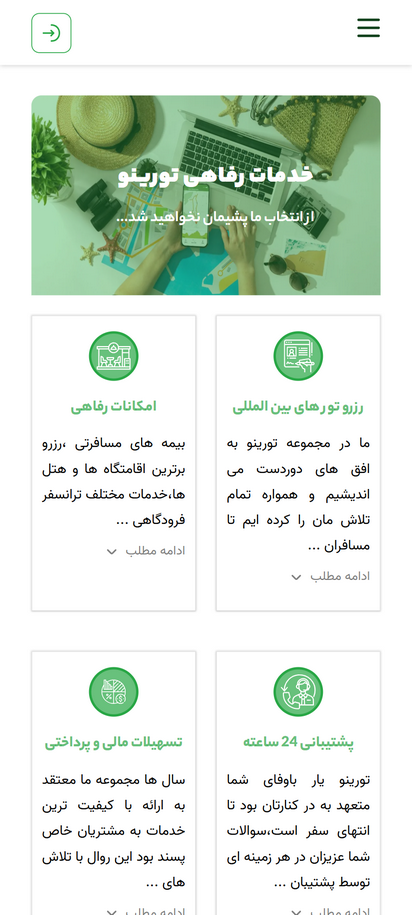 خدمات رفاهی تورینو
از انتخاب ما پشیمان نخواهید شد...
رزرو تور های بین المللی
ما در مجموعه تورینو به
افق های دوردست می
اندیشیم و همواره تمام
تلاش مان را کرده ایم تا
مسافران ...
ادامه مطلب
امکانات رفاهی
بیمه های مسافرتی ،رزرو
برترین اقامتگاه ها و هتل
ها،خدمات مختلف ترانسفر
فرودگاهی ...
ادامه مطلب
پشتیبانی 24 ساعته
تورینو یار باوفای شما
متعهد به در کنارتان بود تا
انتهای سفر است،سوالات
شما عزیزان در هر زمینه ای
توسط پشتیبان ...
ادامه مطلب
تسهیلات مالی و پرداختی
سال ها مجموعه ما معتقد
به ارائه با کیفیت ترین
خدمات به مشتریان خاص
پسند بود این روال با تلاش
های ...
ادامه مطلب